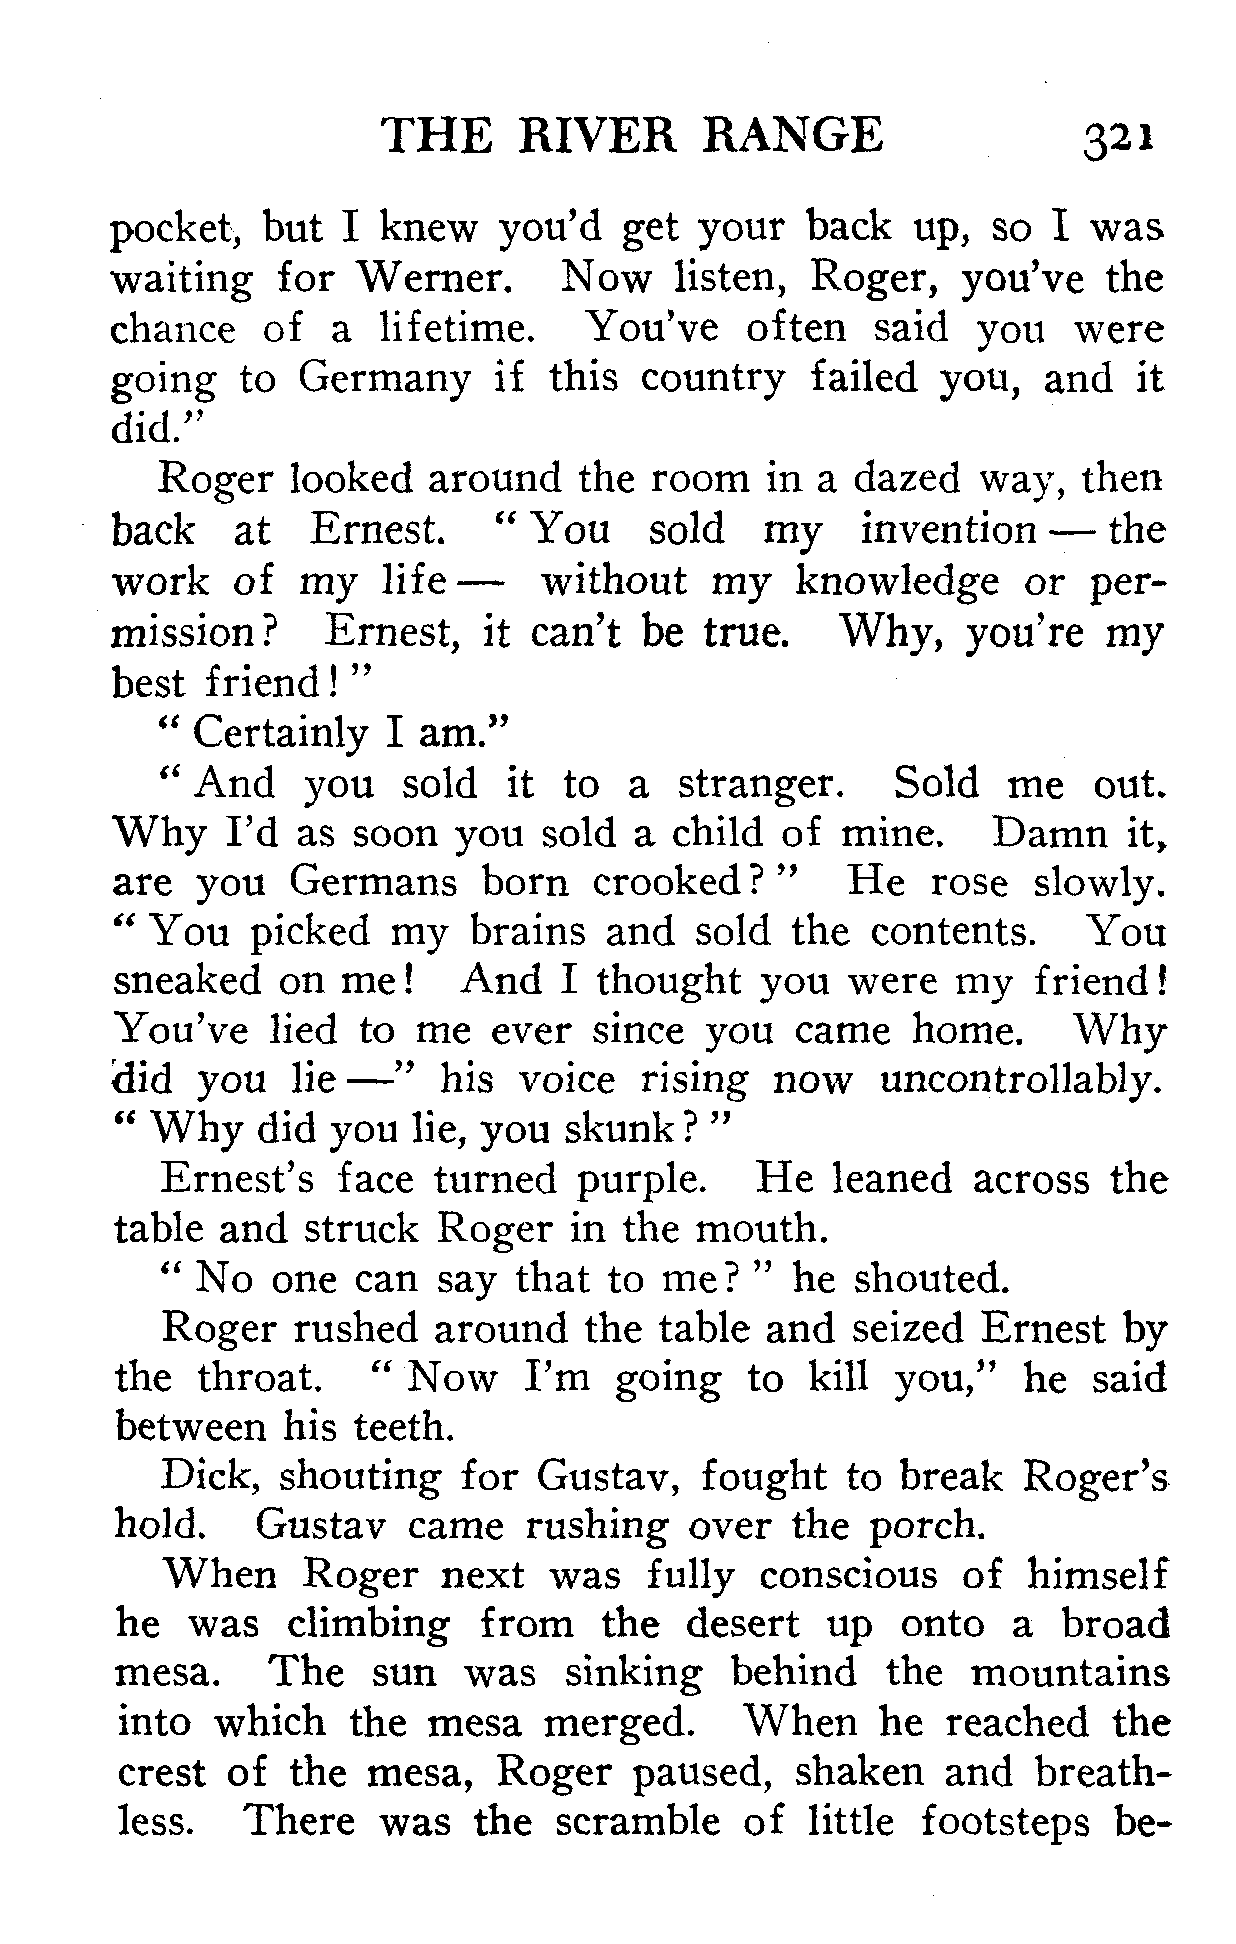 THE RIVER RANGE 321
pocket, but I knew you'd get your back up, so I was
waiting for Werner. Now listen, Roger, you've the
chance of a lifetime. You've often said you were
going to Germany if this country failed you, and it
did."
Roger looked around the room in a dazed way, then
back at Ernest. "You sold my invention — the
work of my life — without my knowledge or per-
mission? Ernest, it can't be true. Why, you're my
best friend!"
"Certainly I am."
"And you sold it to a stranger. Sold me out.
Why I'd as soon you sold a child of mine. Damn it,
are you Germans born crooked?" He rose slowly.
"You picked my brains and sold the contents. You
sneaked on me! And I thought you were my friend!
You've lied to me ever since you came home. Why
did you lie —" his voice rising now uncontrollably.
"Why did you lie, you skunk?"
Ernest's face turned purple. He leaned across the
table and struck Roger in the mouth.
"No one can say that to me?" he shouted.
Roger rushed around the table and seized Ernest by
the throat. "Now I'm going to kill you," he said
between his teeth.
Dick, shouting for Gustav, fought to break Roger's
hold. Gustav came rushing over the porch.
When Roger next was fully conscious of himself
he was climbing from the desert up onto a broad
mesa. The sun was sinking behind the mountains
into which the mesa merged. When he reached the
crest of the mesa, Roger paused, shaken and breath-
less. There was the scramble of little footsteps be-